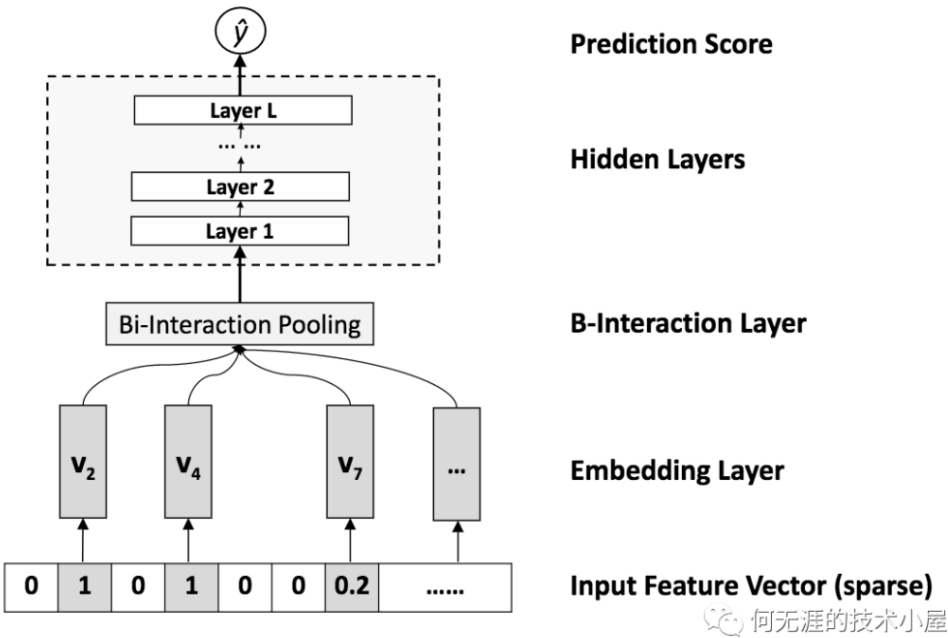 ŷ
Prediction Score
Layer L
... ...
Hidden Layers
Layer 2
Layer 1
Bi-Interaction Pooling
B-Interaction Layer
v2 v4 v7 ...
Embedding Layer
0 1 0 1 0 0 0.2 ......
Input Feature Vector (sparse)
何无涯的技术小屋